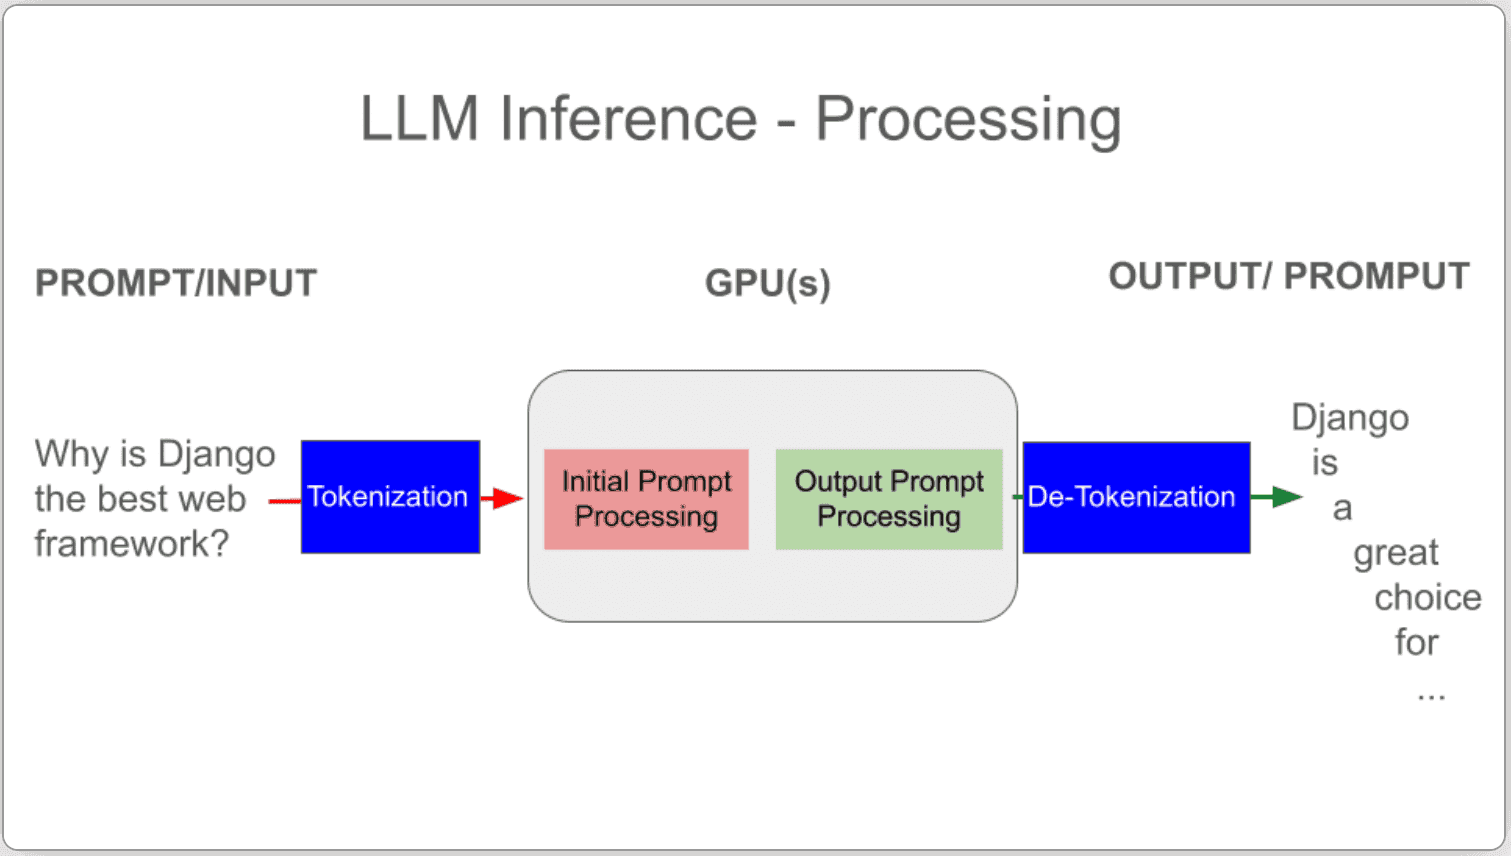 LLM Inference - Processing
PROMPT/INPUT
GPU(s)
OUTPUT/ PROMPUT
Why is Django
the best web
framework?
Tokenization
Initial Prompt
Processing
Output Prompt
Processing
De-Tokenization
Django
is
a
great
choice
for
...